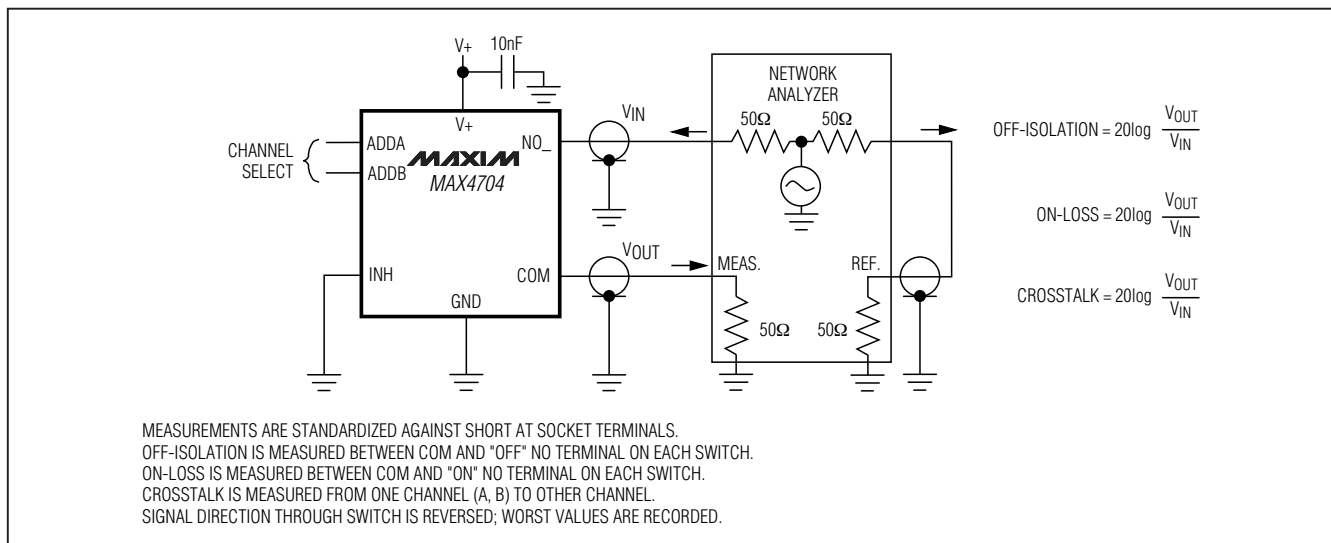 V+
10nF
V+
ADDA
ADDB
CHANNEL
SELECT
MAXIM
MAX4704
NO_
INH
COM
GND
VIN
VOUT
NETWORK
ANALYZER
50Ω
50Ω
MEAS.
REF.
50Ω
50Ω
OFF-ISOLATION = 20log VOUT
VIN
ON-LOSS = 20log VOUT
VIN
CROSSTALK = 20log VOUT
VIN
MEASUREMENTS ARE STANDARDIZED AGAINST SHORT AT SOCKET TERMINALS.
OFF-ISOLATION IS MEASURED BETWEEN COM AND "OFF" NO TERMINAL ON EACH SWITCH.
ON-LOSS IS MEASURED BETWEEN COM AND "ON" NO TERMINAL ON EACH SWITCH.
CROSSTALK IS MEASURED FROM ONE CHANNEL (A, B) TO OTHER CHANNEL.
SIGNAL DIRECTION THROUGH SWITCH IS REVERSED; WORST VALUES ARE RECORDED.